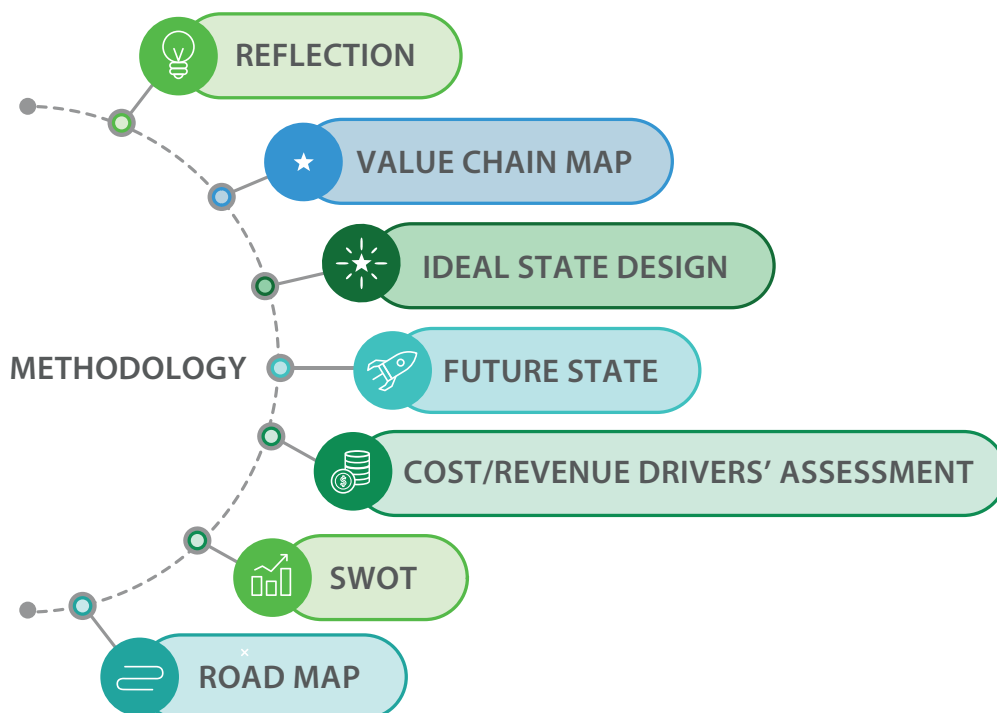 REFLECTION
VALUE CHAIN MAP
IDEAL STATE DESIGN
METHODOLOGY
FUTURE STATE
COST/REVENUE DRIVERS’ ASSESSMENT
$
SWOT
ROAD MAP